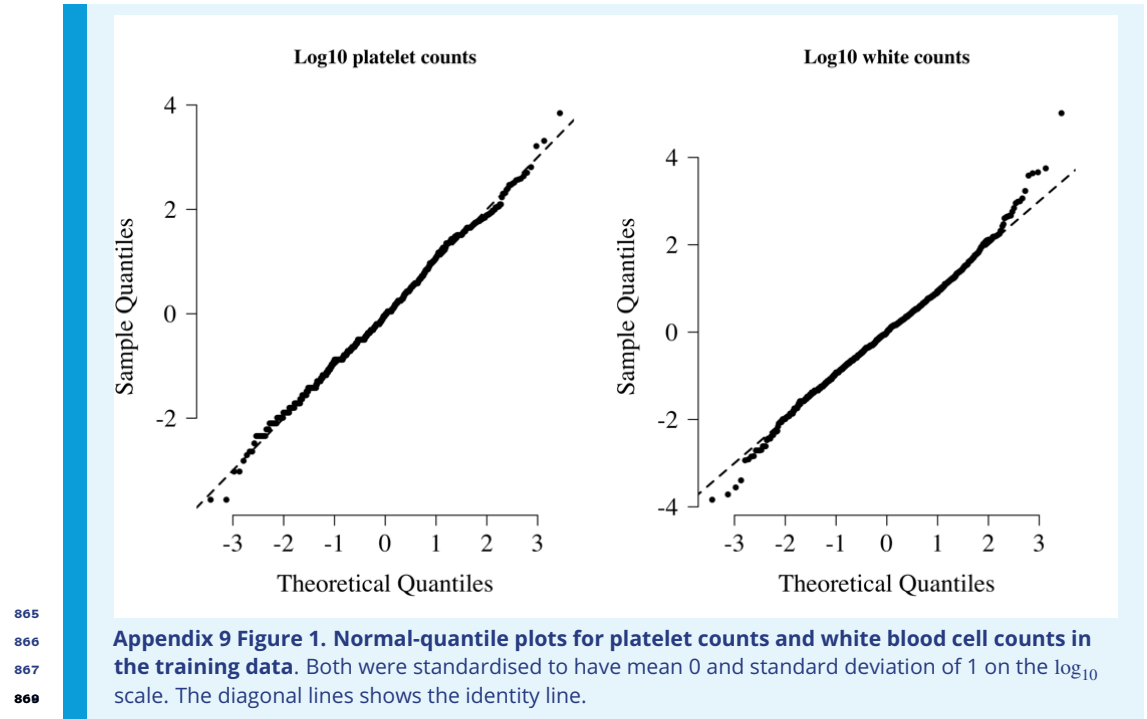 Log10 platelet counts
Log10 white counts
Sample Quantiles
4
2
0
-2
-3 -2 -1 0 1 2 3
Theoretical Quantiles
Sample Quantiles
4
2
0
-2
-4
-3 -2 -1 0 1 2 3
Theoretical Quantiles
865
866 Appendix 9 Figure 1. Normal-quantile plots for platelet counts and white blood cell counts in
867 the training data. Both were standardised to have mean 0 and standard deviation of 1 on the log₁₀
scale. The diagonal lines shows the identity line.